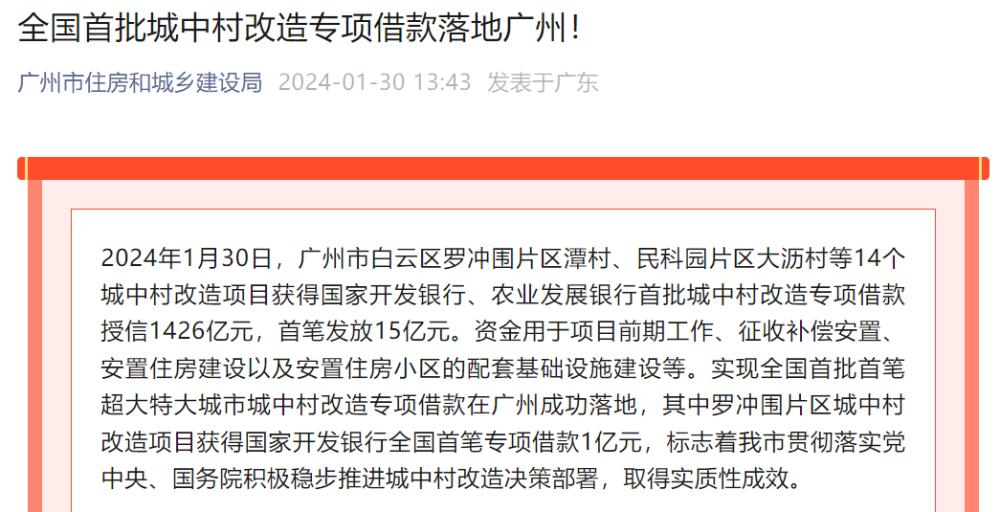 全国首批城中村改造专项借款落地广州！
广州市住房和城乡建设局 2024-01-30 13:43 发表于广东
2024年1月30日，广州市白云区罗冲围片区潭村、民科园片区大沥村等14个
城中村改造项目获得国家开发银行、农业发展银行首批城中村改造专项借款
授信1426亿元，首笔发放15亿元。资金用于项目前期工作、征收补偿安置、
安置住房建设以及安置住房小区的配套基础设施建设等。实现全国首批首笔
超大特大城市城中村改造专项借款在广州成功落地，其中罗冲围片区城中村
改造项目获得国家开发银行全国首笔专项借款1亿元，标志着我市贯彻落实党
中央、国务院积极稳步推进城中村改造决策部署，取得实质性成效。